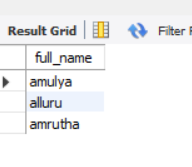 Result Grid Filter
full_name
amulya
alluru
amrutha